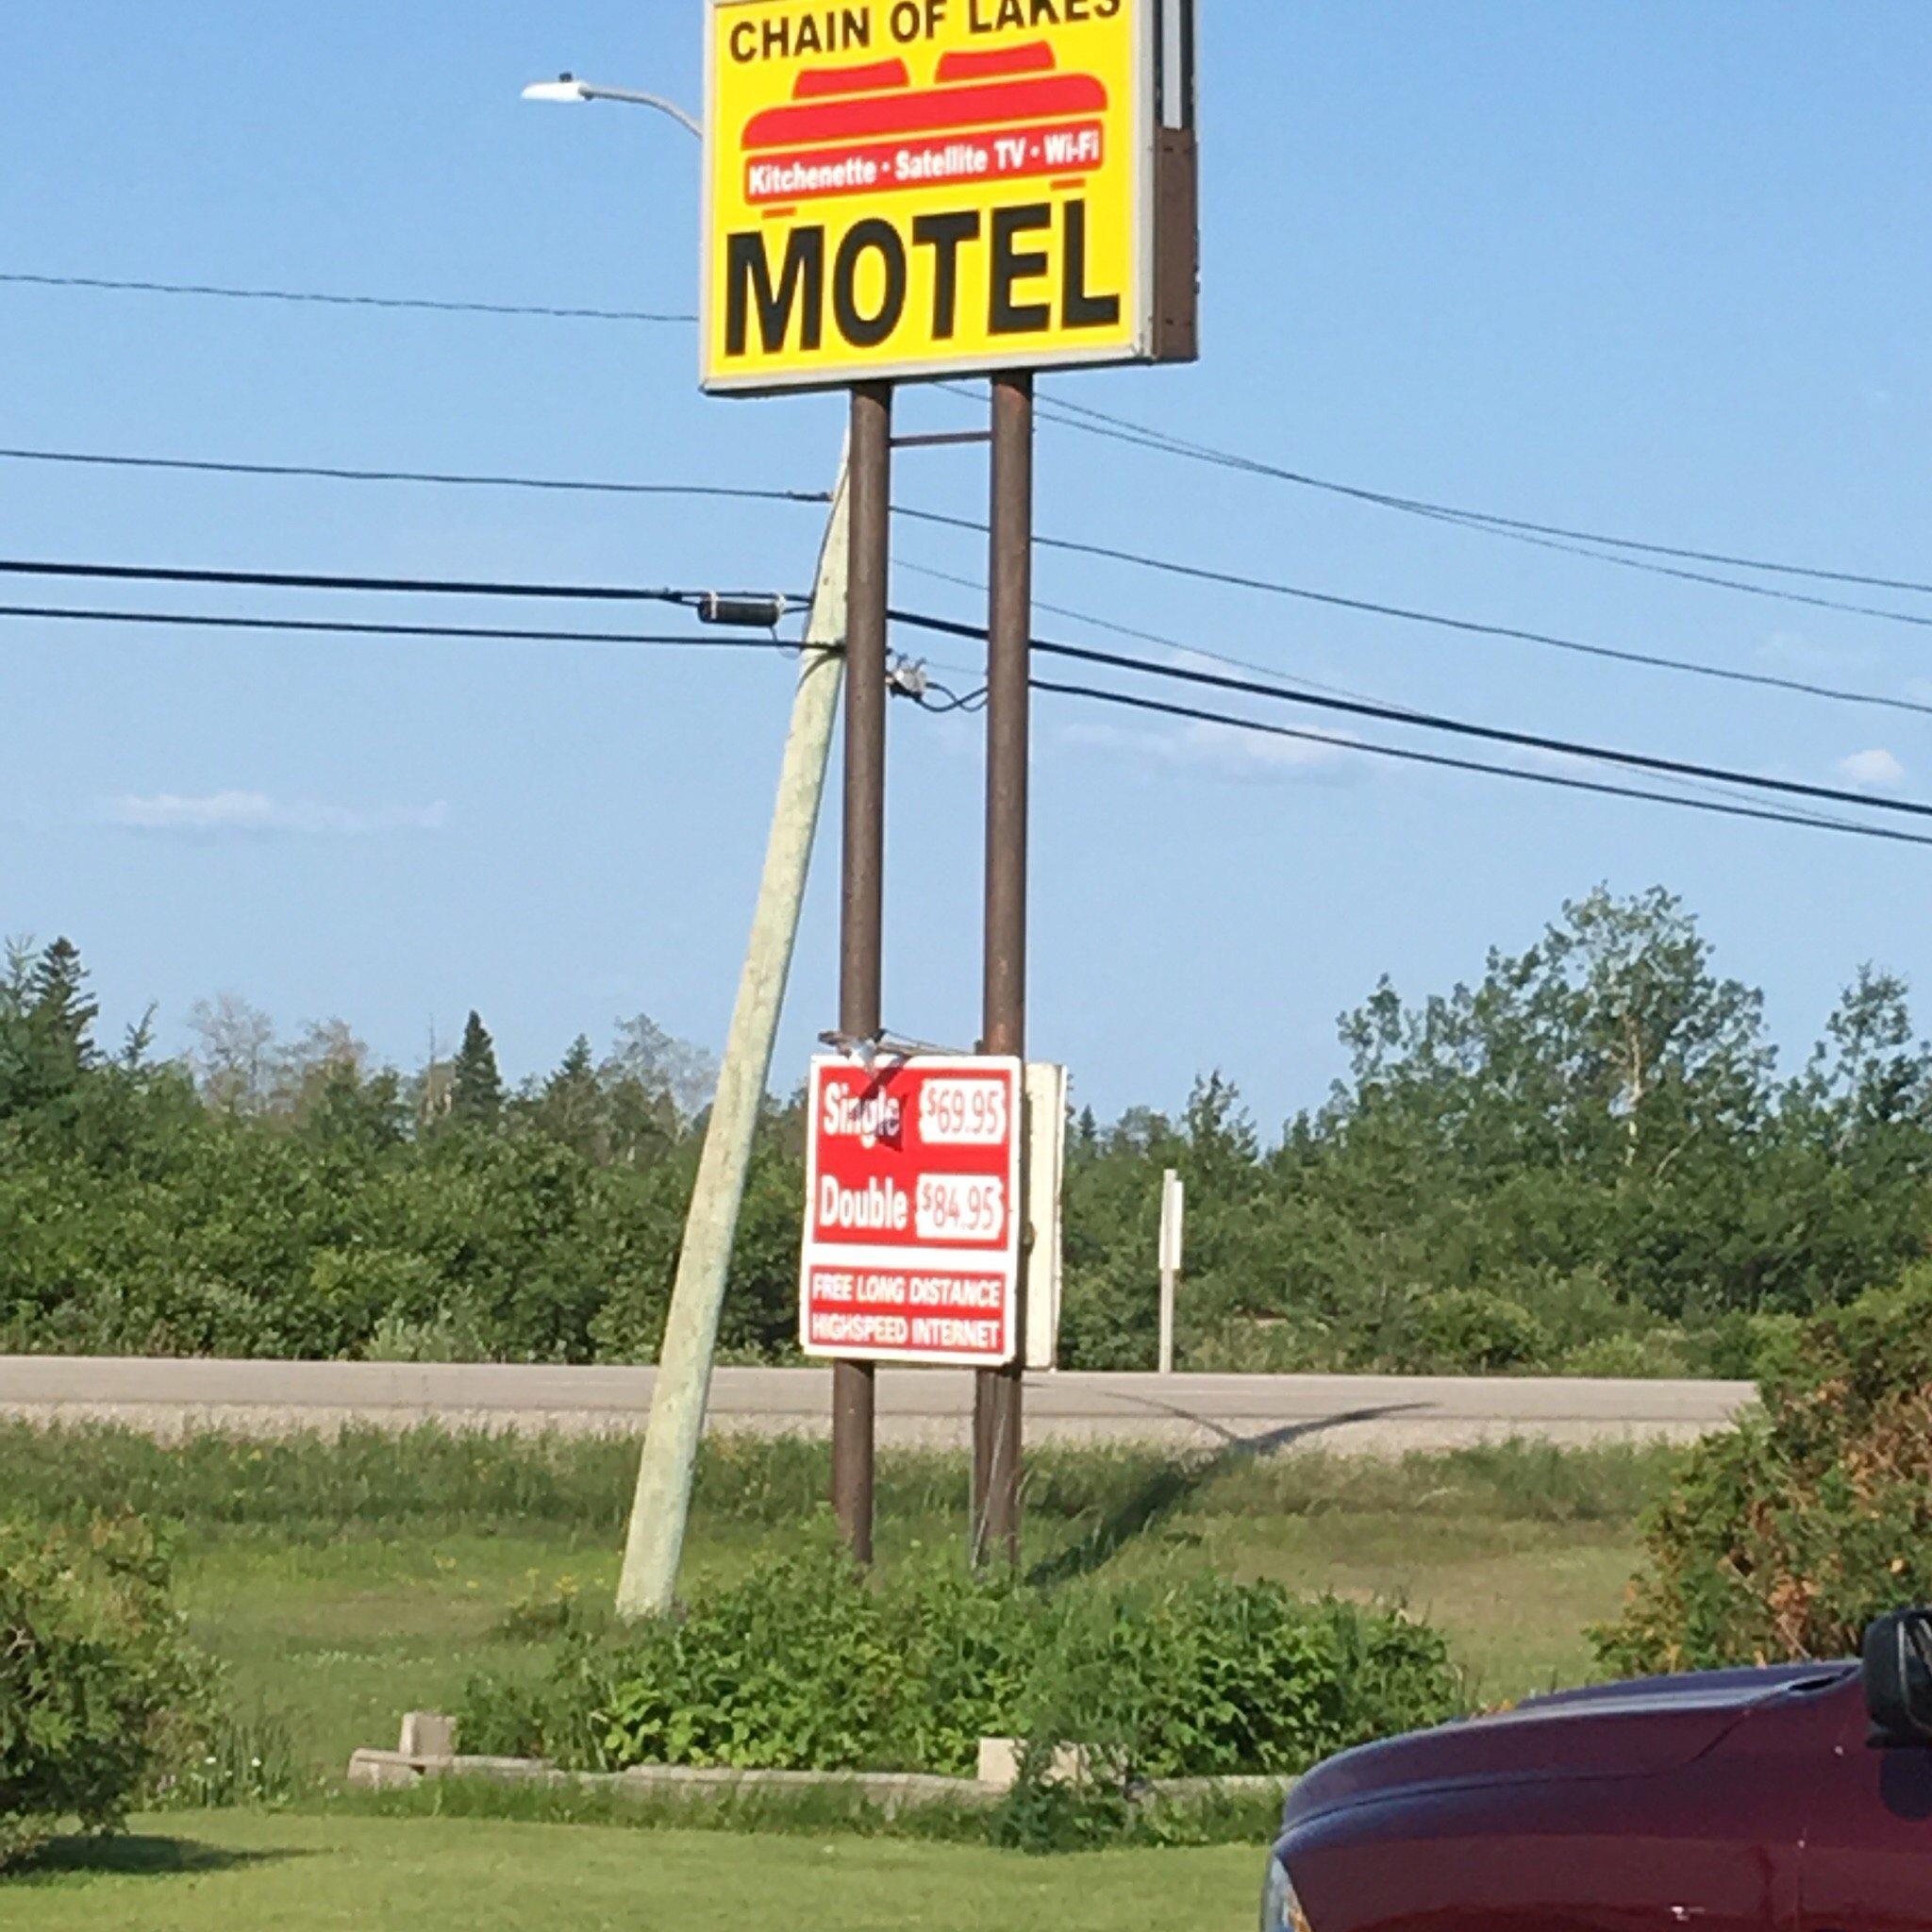 CHAIN OF LAKES
Kitchenette · Satellite TV · Wi-Fi
MOTEL
Single $69.95
Double $84.95
FREE LONG DISTANCE
HIGHSPEED INTERNET